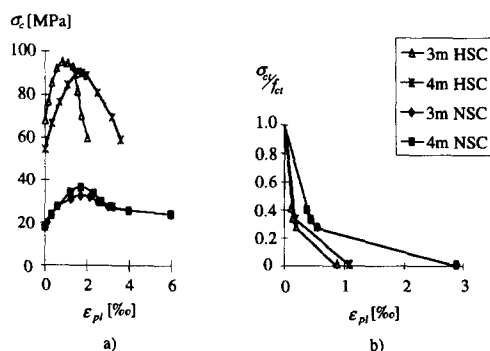 σc [MPa]
120
100
80
60
40
20
0
0 2 4 6
εpl [‰]
a)
σct/fct
1.0
0.8
0.6
0.4
0.2
0
0 1 2 3
εpl [‰]
b)
3m HSC
4m HSC
3m NSC
4m NSC